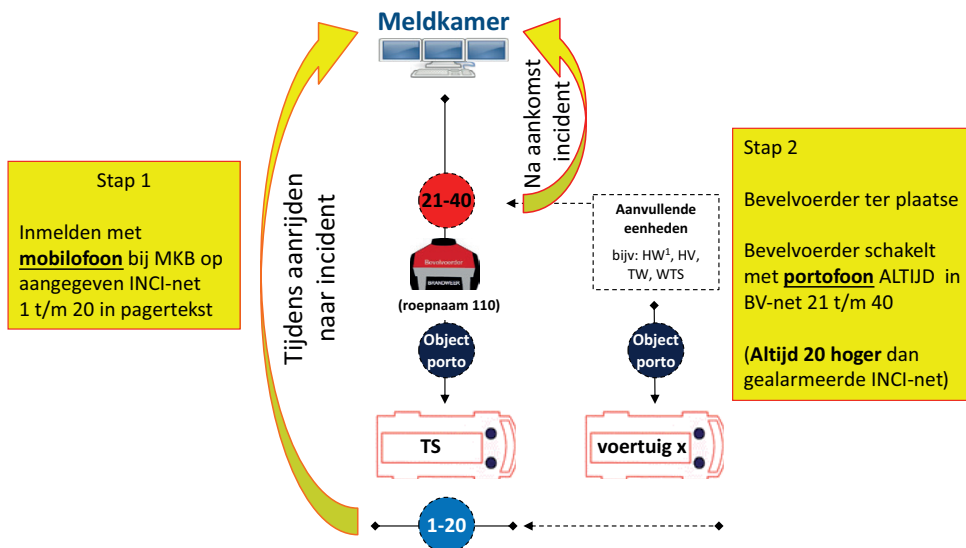 Meldkamer
Stap 1
Inmelden met
mobilofoon bij MKB op
aangegeven INCI-net
1 t/m 20 in pagertekst
Tijdens aanrijden
naar incident
Na aankomst
incident
21-40
Bevelvoerder
BRANDWEER
(roepnaam 110)
Object
porto
TS
1-20
Aanvullende
eenheden
bijv: HW¹, HV,
TW, WTS
Object
porto
voertuig x
Stap 2
Bevelvoerder ter plaatse
Bevelvoerder schakelt
met portofoon ALTIJD in
BV-net 21 t/m 40
(Altijd 20 hoger dan
gealarmeerde INCI-net)